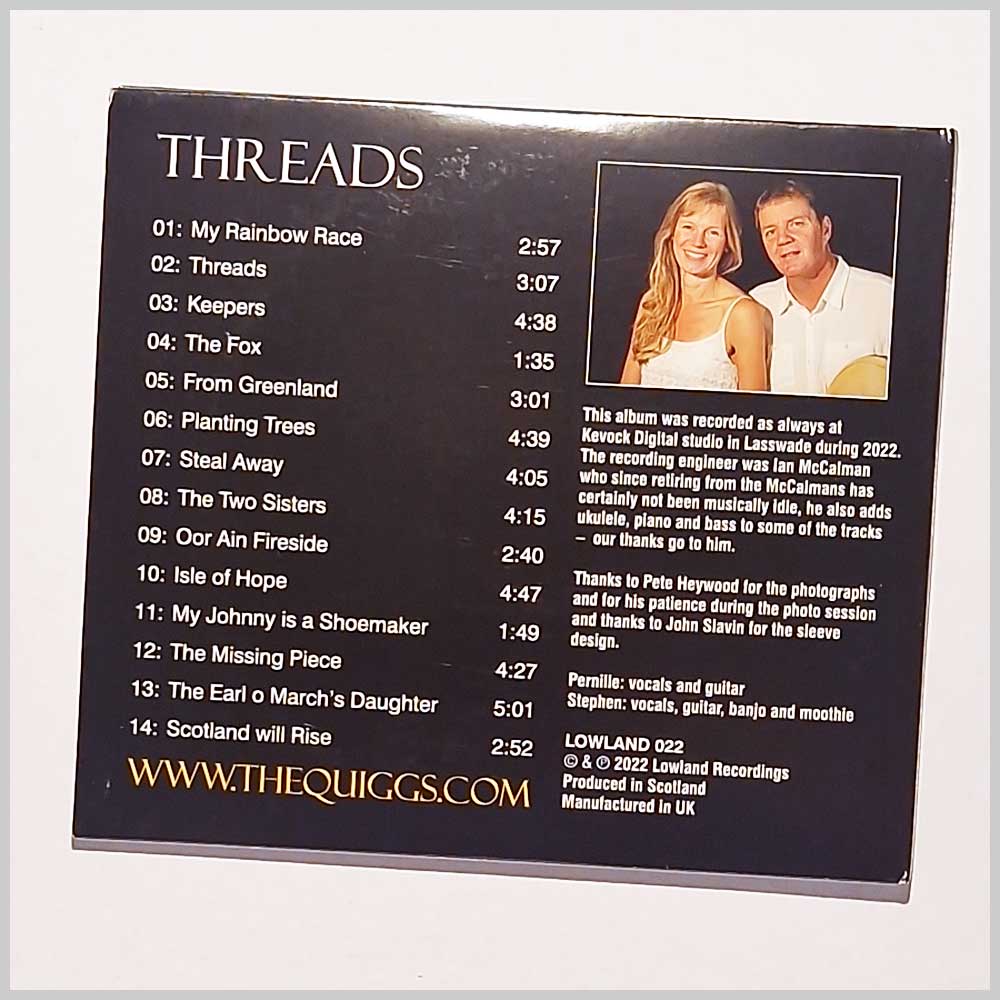 THREADS
01: My Rainbow Race 2:57
02: Threads 3:07
03: Keepers 4:38
04: The Fox 1:35
05: From Greenland 3:01
06: Planting Trees 4:39
07: Steal Away 4:05
08: The Two Sisters 4:15
09: Oor Ain Fireside 2:40
10: Isle of Hope 4:47
11: My Johnny is a Shoemaker 1:49
12: The Missing Piece 4:27
13: The Earl o March's Daughter 5:01
14: Scotland will Rise 2:52
WWW.THEQUIGGS.COM
This album was recorded as always at
Kevock Digital studio in Lasswade during 2022.
The recording engineer was Ian McCalman
who since retiring from the McCalmans has
certainly not been musically idle, he also adds
ukulele, piano and bass to some of the tracks
– our thanks go to him.
Thanks to Pete Heywood for the photographs
and for his patience during the photo session
and thanks to John Slavin for the sleeve
design.
Pernille: vocals and guitar
Stephen: vocals, guitar, banjo and moothie
LOWLAND 022
© & ℗ 2022 Lowland Recordings
Produced in Scotland
Manufactured in UK